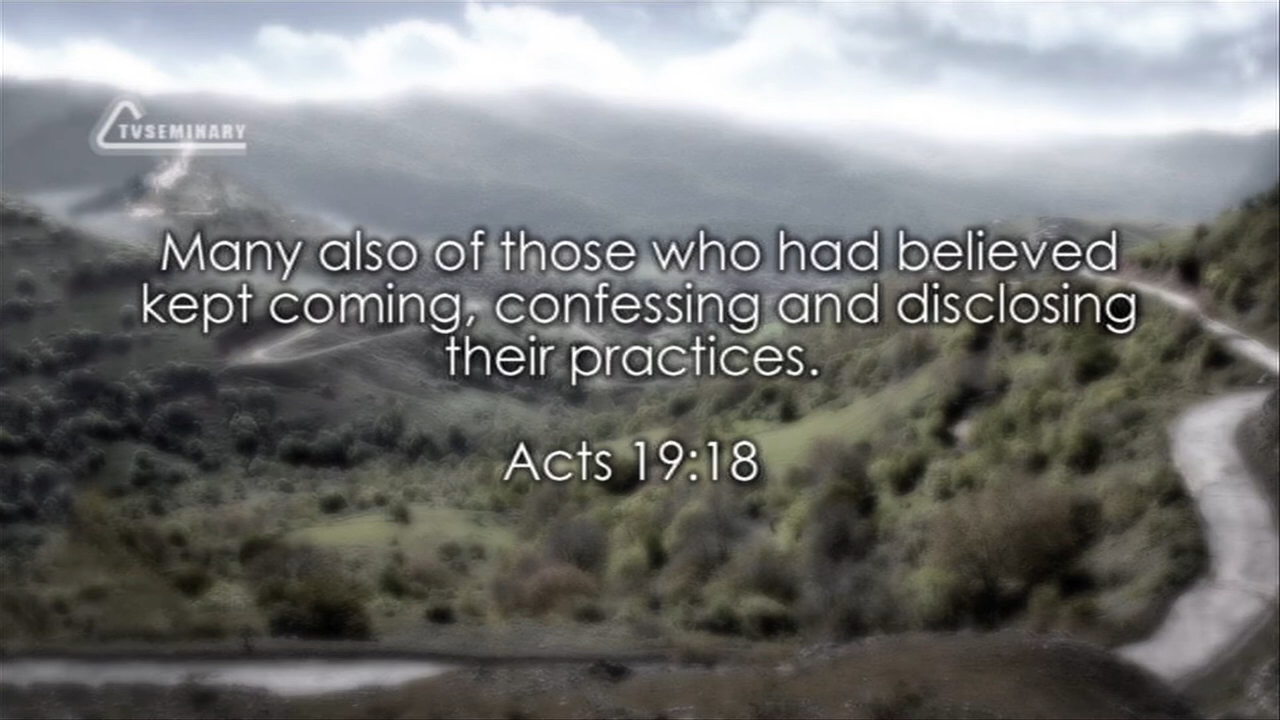 TVSEMINARY
Many also of those who had believed
kept coming, confessing and disclosing
their practices.
Acts 19:18